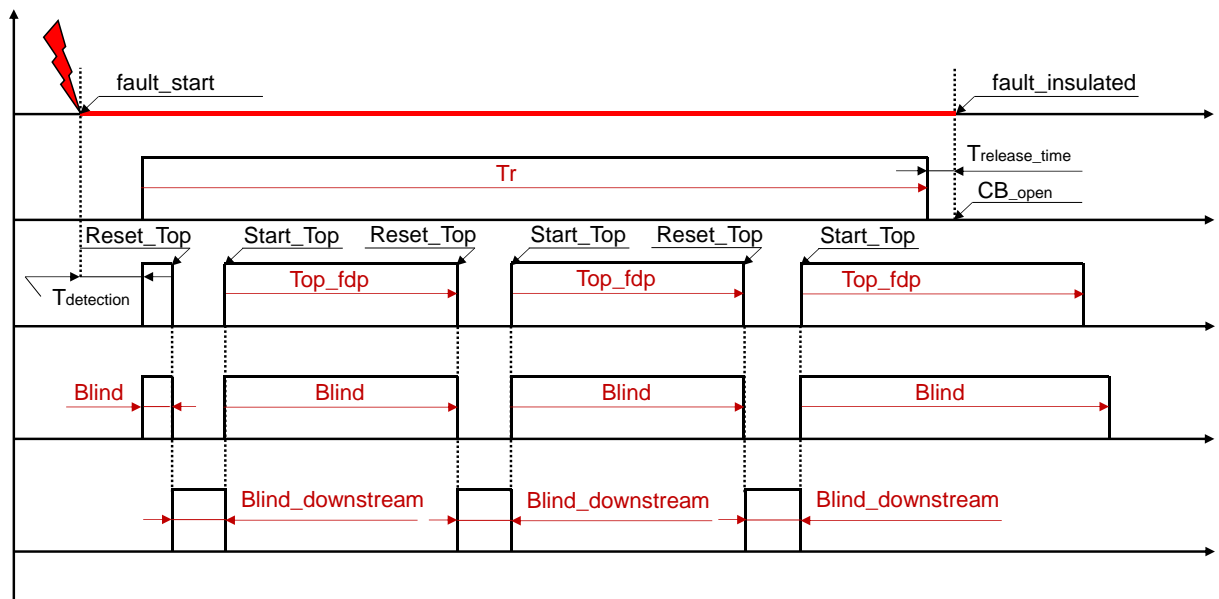 fault_start
fault_insulated
Tr
Trelease_time
CB_open
Reset_Top
Start_Top
Reset_Top
Start_Top
Reset_Top
Start_Top
Tdetection
Top_fdp
Top_fdp
Top_fdp
Blind
Blind
Blind
Blind
Blind_downstream
Blind_downstream
Blind_downstream